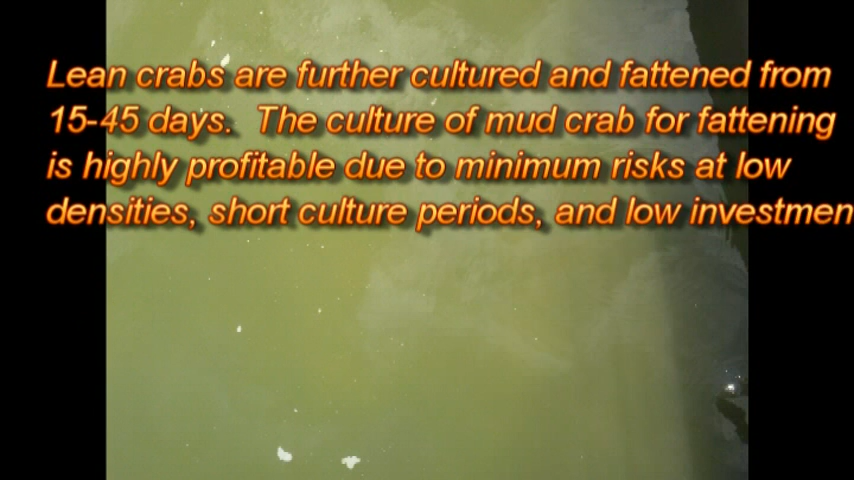 Lean crabs are further cultured and fattened from
15-45 days.  The culture of mud crab for fattening
is highly profitable due to minimum risks at low
densities, short culture periods, and low investmen